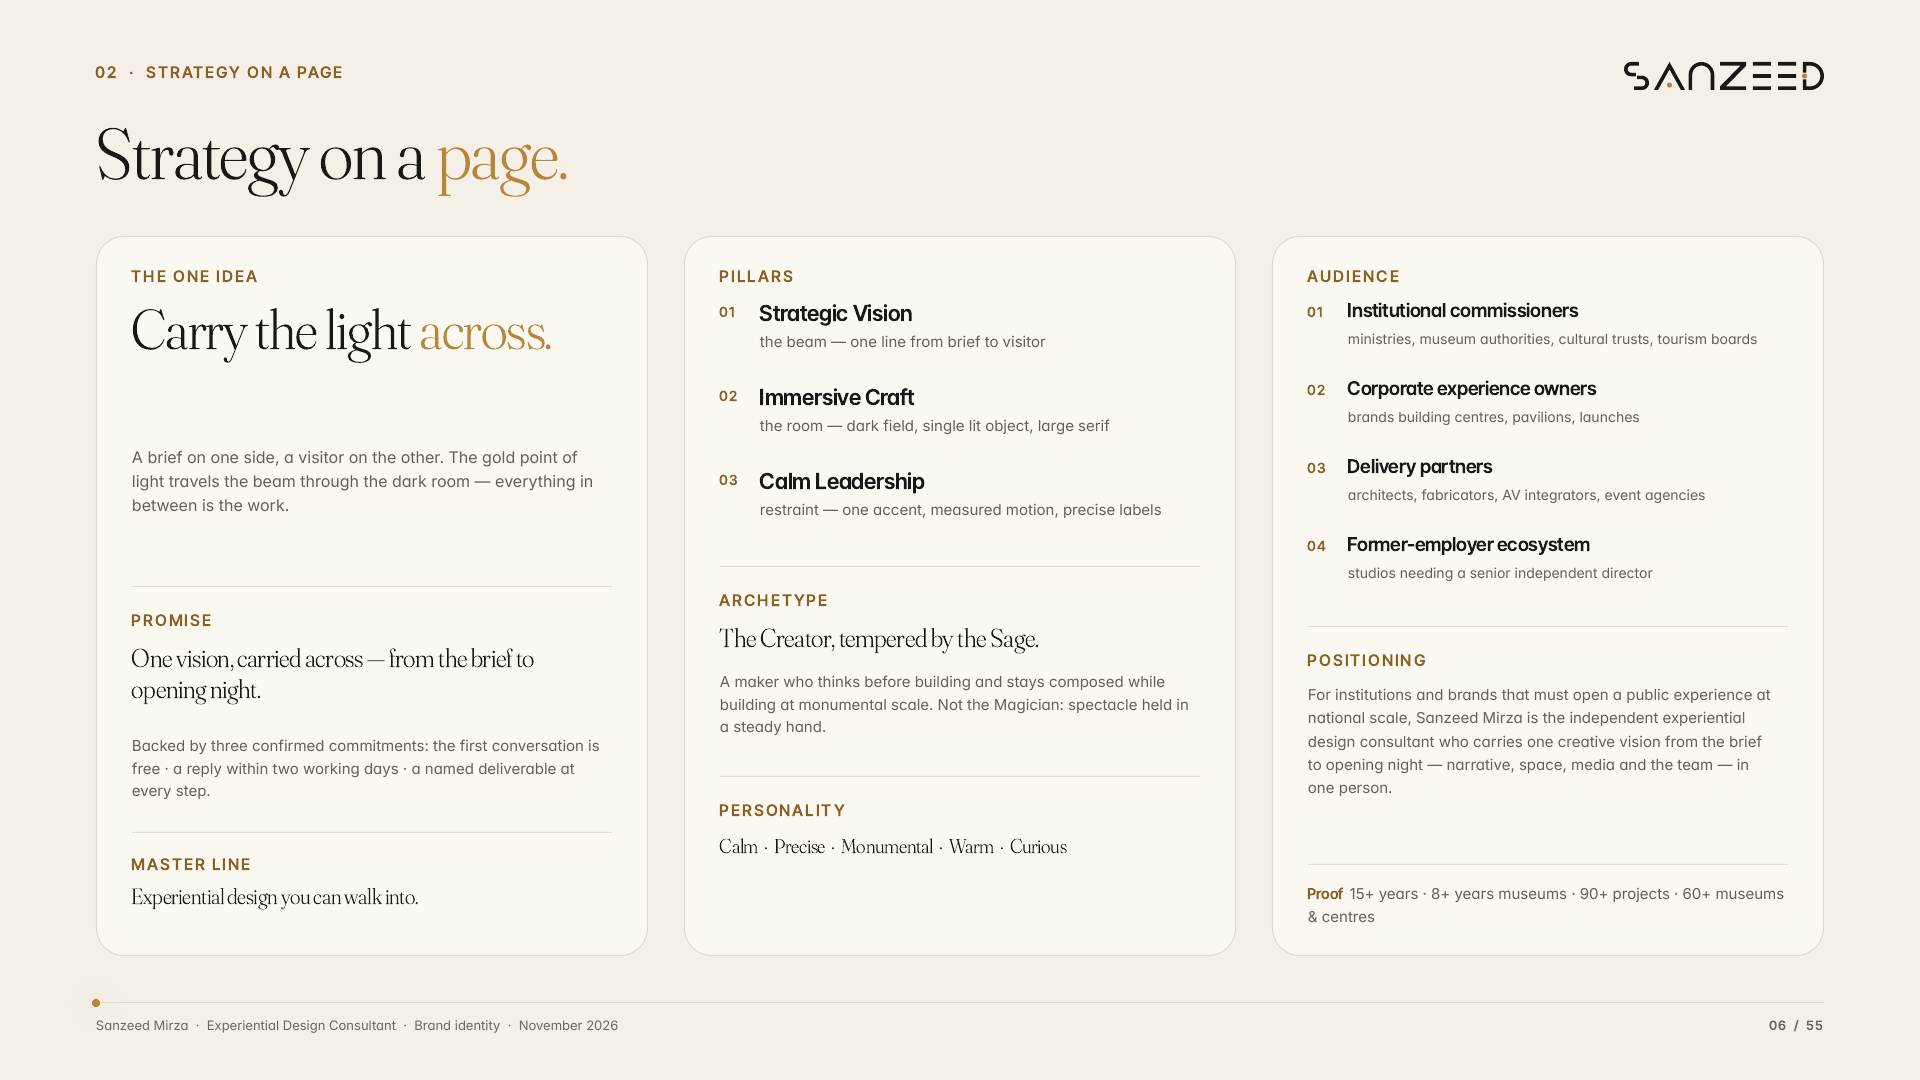 02 · STRATEGY ON A PAGE
SANZEED
Strategy on a page.
THE ONE IDEA
Carry the light across.
A brief on one side, a visitor on the other. The gold point of
light travels the beam through the dark room — everything in
between is the work.
PROMISE
One vision, carried across — from the brief to
opening night.
Backed by three confirmed commitments: the first conversation is
free · a reply within two working days · a named deliverable at
every step.
MASTER LINE
Experiential design you can walk into.
PILLARS
01 Strategic Vision
the beam — one line from brief to visitor
02 Immersive Craft
the room — dark field, single lit object, large serif
03 Calm Leadership
restraint — one accent, measured motion, precise labels
ARCHETYPE
The Creator, tempered by the Sage.
A maker who thinks before building and stays composed while
building at monumental scale. Not the Magician: spectacle held in
a steady hand.
PERSONALITY
Calm · Precise · Monumental · Warm · Curious
AUDIENCE
01 Institutional commissioners
ministries, museum authorities, cultural trusts, tourism boards
02 Corporate experience owners
brands building centres, pavilions, launches
03 Delivery partners
architects, fabricators, AV integrators, event agencies
04 Former-employer ecosystem
studios needing a senior independent director
POSITIONING
For institutions and brands that must open a public experience at
national scale, Sanzeed Mirza is the independent experiential
design consultant who carries one creative vision from the brief
to opening night — narrative, space, media and the team — in
one person.
Proof 15+ years · 8+ years museums · 90+ projects · 60+ museums
& centres
Sanzeed Mirza · Experiential Design Consultant · Brand identity · November 2026
06 / 55